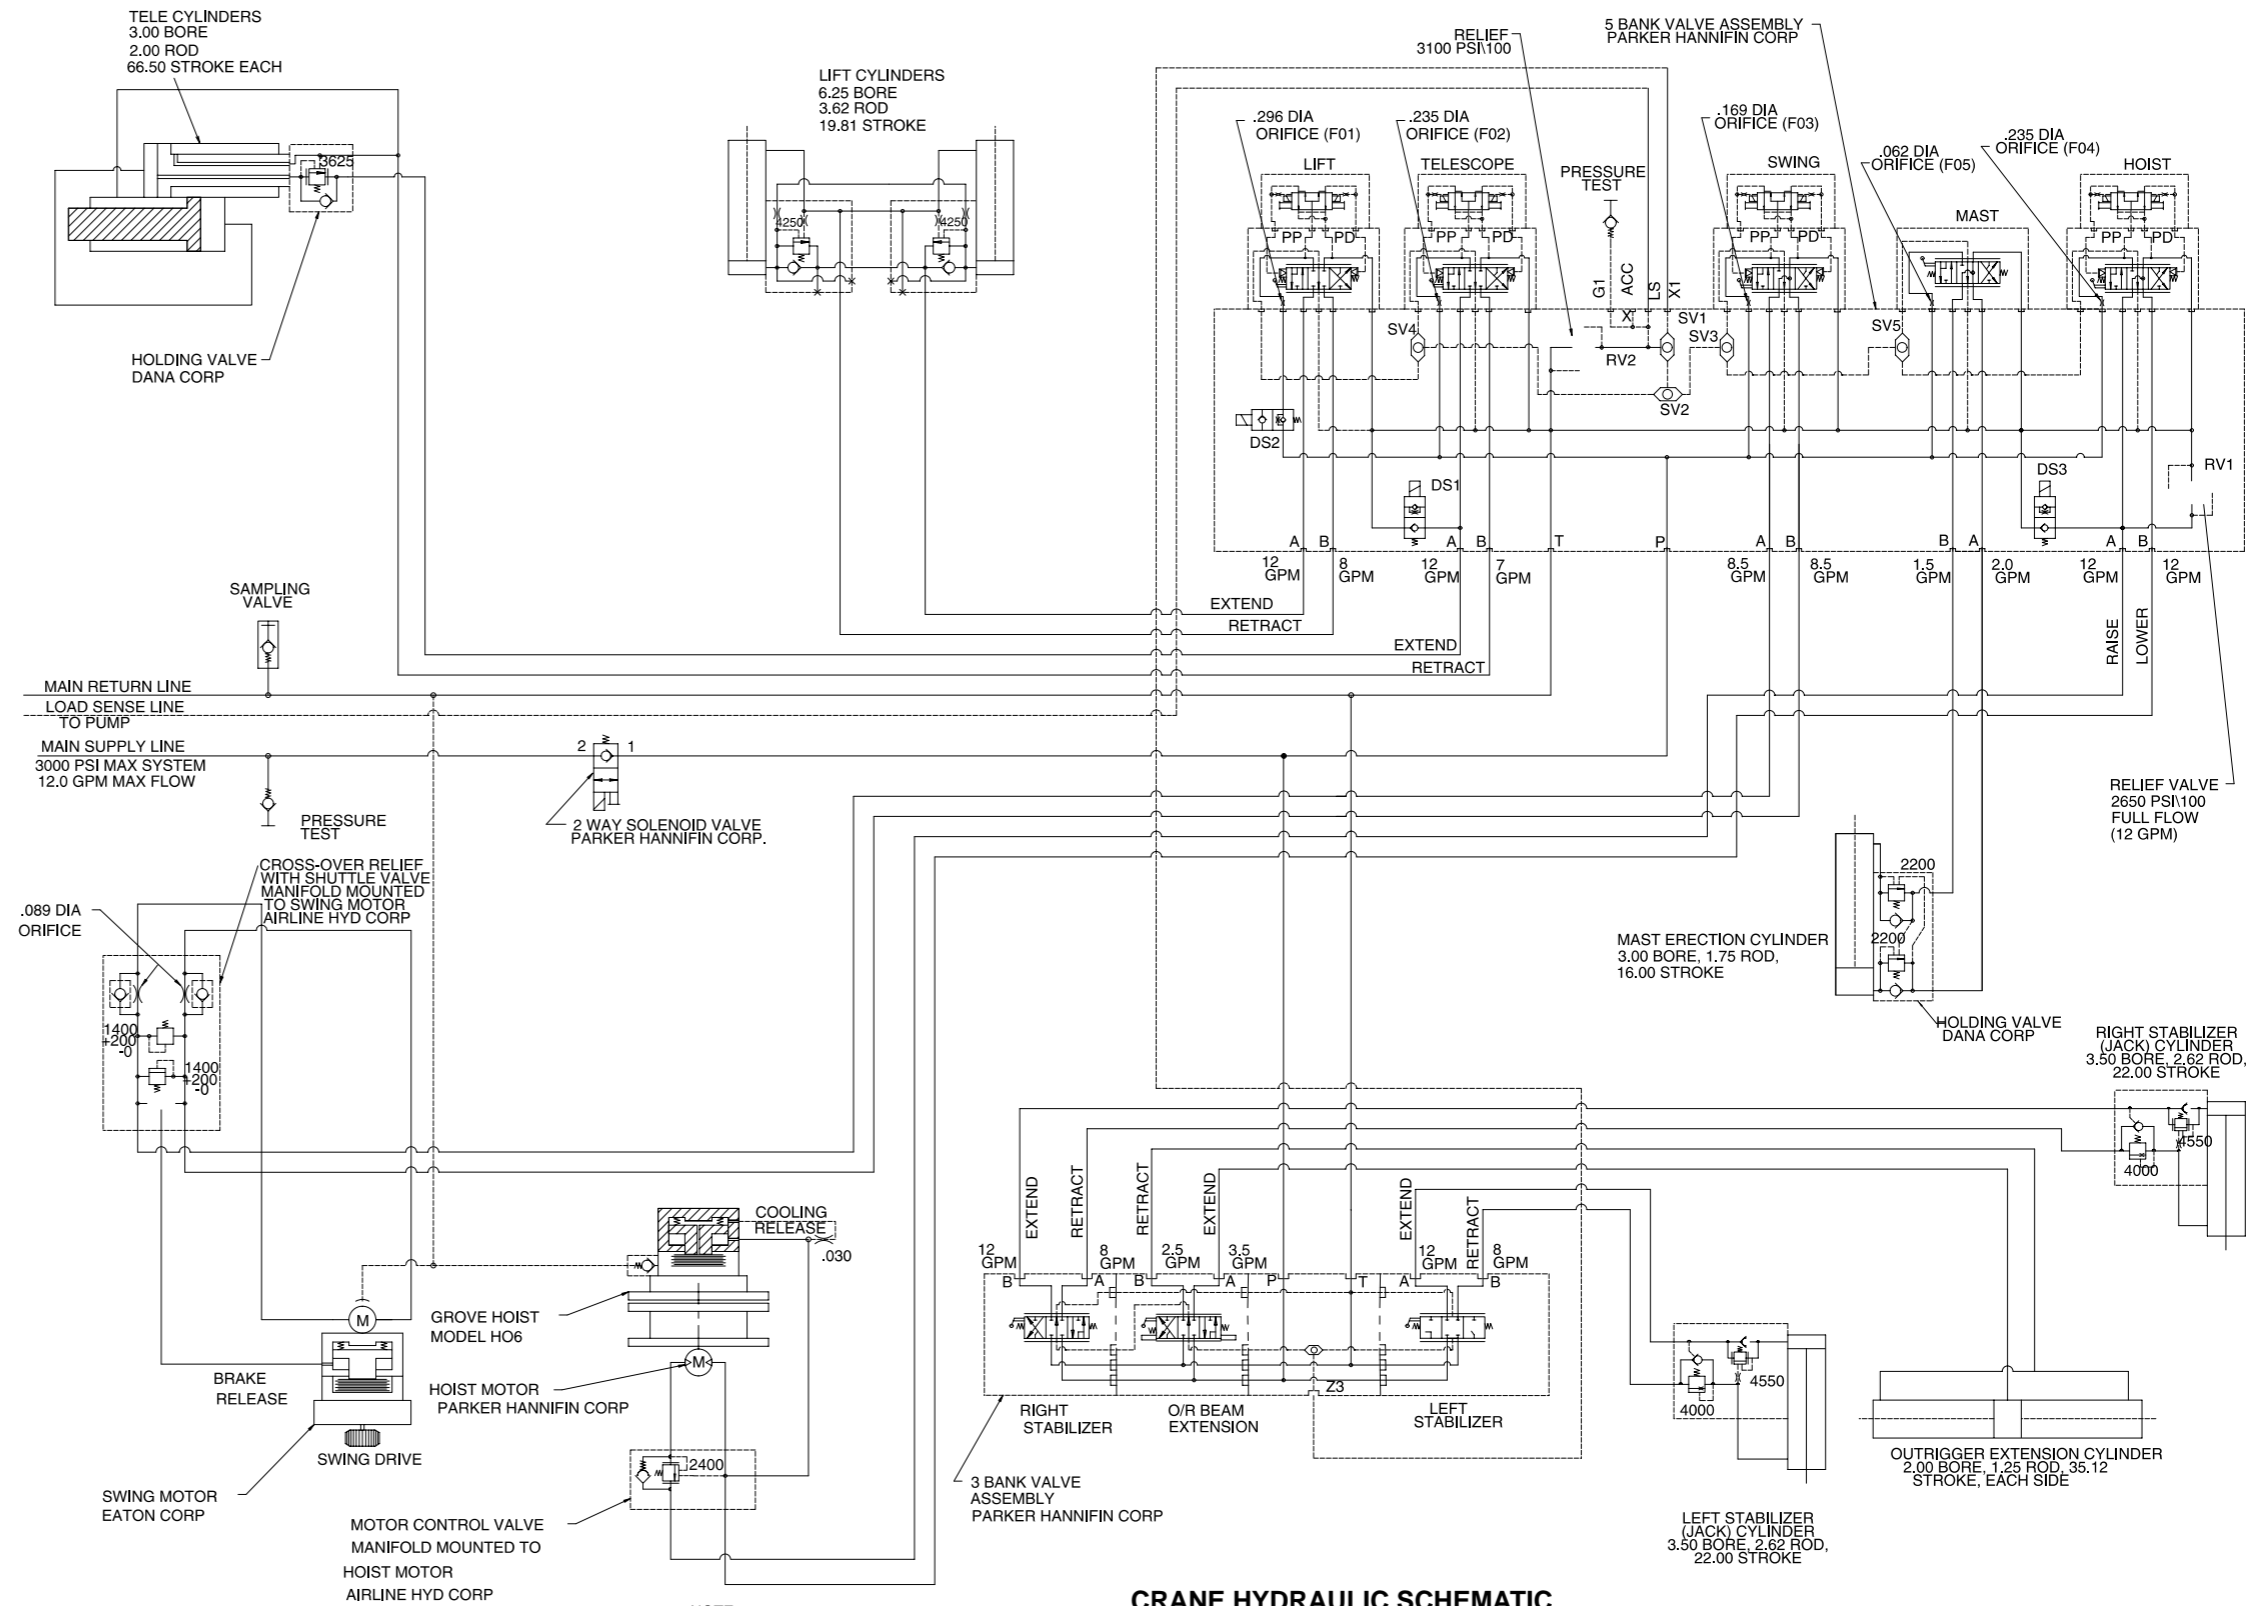 TELE CYLINDERS
3.00 BORE
2.00 ROD
66.50 STROKE EACH
3625
HOLDING VALVE
DANA CORP
LIFT CYLINDERS
6.25 BORE
3.62 ROD
19.81 STROKE
4250
4250
RELIEF
3100 PSI\100
5 BANK VALVE ASSEMBLY
PARKER HANNIFIN CORP
.296 DIA
ORIFICE (F01)
.235 DIA
ORIFICE (F02)
.169 DIA
ORIFICE (F03)
.062 DIA
ORIFICE (F05)
.235 DIA
ORIFICE (F04)
LIFT
TELESCOPE
PRESSURE
TEST
SWING
MAST
HOIST
PP
PD
PP
PD
PP
PD
PP
PD
G1
ACC
LS
X1
X
SV4
SV1
SV3
SV5
RV2
SV2
DS2
DS1
DS3
RV1
A
B
A
B
T
P
A
B
B
A
A
B
12
GPM
8
GPM
12
GPM
7
GPM
8.5
GPM
8.5
GPM
1.5
GPM
2.0
GPM
12
GPM
12
GPM
EXTEND
RETRACT
EXTEND
RETRACT
RAISE
LOWER
SAMPLING
VALVE
MAIN RETURN LINE
LOAD SENSE LINE
TO PUMP
MAIN SUPPLY LINE
3000 PSI MAX SYSTEM
12.0 GPM MAX FLOW
PRESSURE
TEST
2
1
2 WAY SOLENOID VALVE
PARKER HANNIFIN CORP.
RELIEF VALVE
2650 PSI\100
FULL FLOW
(12 GPM)
CROSS-OVER RELIEF
WITH SHUTTLE VALVE
MANIFOLD MOUNTED
TO SWING MOTOR
AIRLINE HYD CORP
.089 DIA
ORIFICE
1400
+200
-0
1400
+200
-0
2200
2200
MAST ERECTION CYLINDER
3.00 BORE, 1.75 ROD,
16.00 STROKE
HOLDING VALVE
DANA CORP
RIGHT STABILIZER
(JACK) CYLINDER
3.50 BORE, 2.62 ROD,
22.00 STROKE
4550
4000
COOLING
RELEASE
.030
GROVE HOIST
MODEL HO6
M
M
BRAKE
RELEASE
HOIST MOTOR
PARKER HANNIFIN CORP
SWING DRIVE
SWING MOTOR
EATON CORP
2400
MOTOR CONTROL VALVE
MANIFOLD MOUNTED TO
HOIST MOTOR
AIRLINE HYD CORP
EXTEND
RETRACT
RETRACT
EXTEND
EXTEND
RETRACT
12
GPM
8
GPM
2.5
GPM
3.5
GPM
12
GPM
8
GPM
B
A
B
A
P
T
A
B
Z3
RIGHT
STABILIZER
O/R BEAM
EXTENSION
LEFT
STABILIZER
3 BANK VALVE
ASSEMBLY
PARKER HANNIFIN CORP
4550
4000
LEFT STABILIZER
(JACK) CYLINDER
3.50 BORE, 2.62 ROD,
22.00 STROKE
OUTRIGGER EXTENSION CYLINDER
2.00 BORE, 1.25 ROD, 35.12
STROKE, EACH SIDE
CRANE HYDRAULIC SCHEMATIC